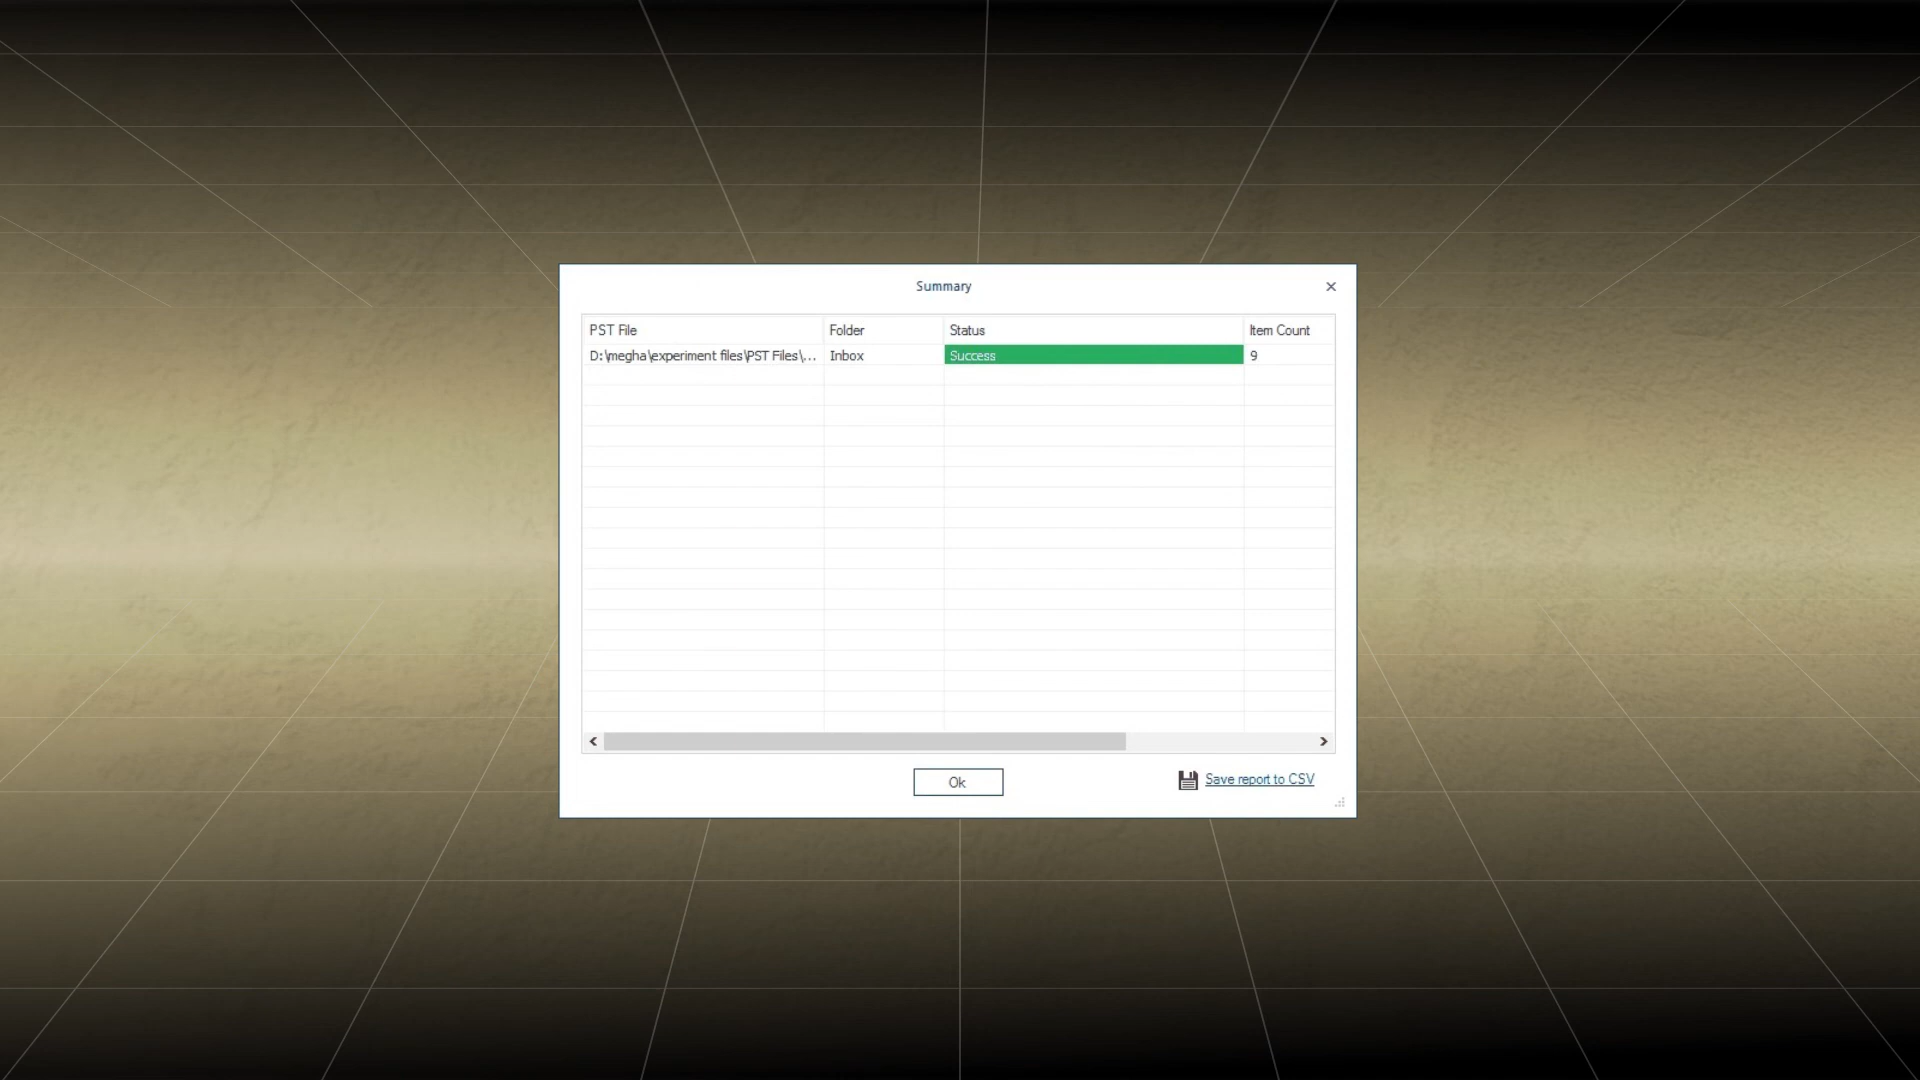 Summary
PST File Folder Status Item Count
D:\megha\experiment files\PST Files\... Inbox Success 9
Ok
Save report to CSV